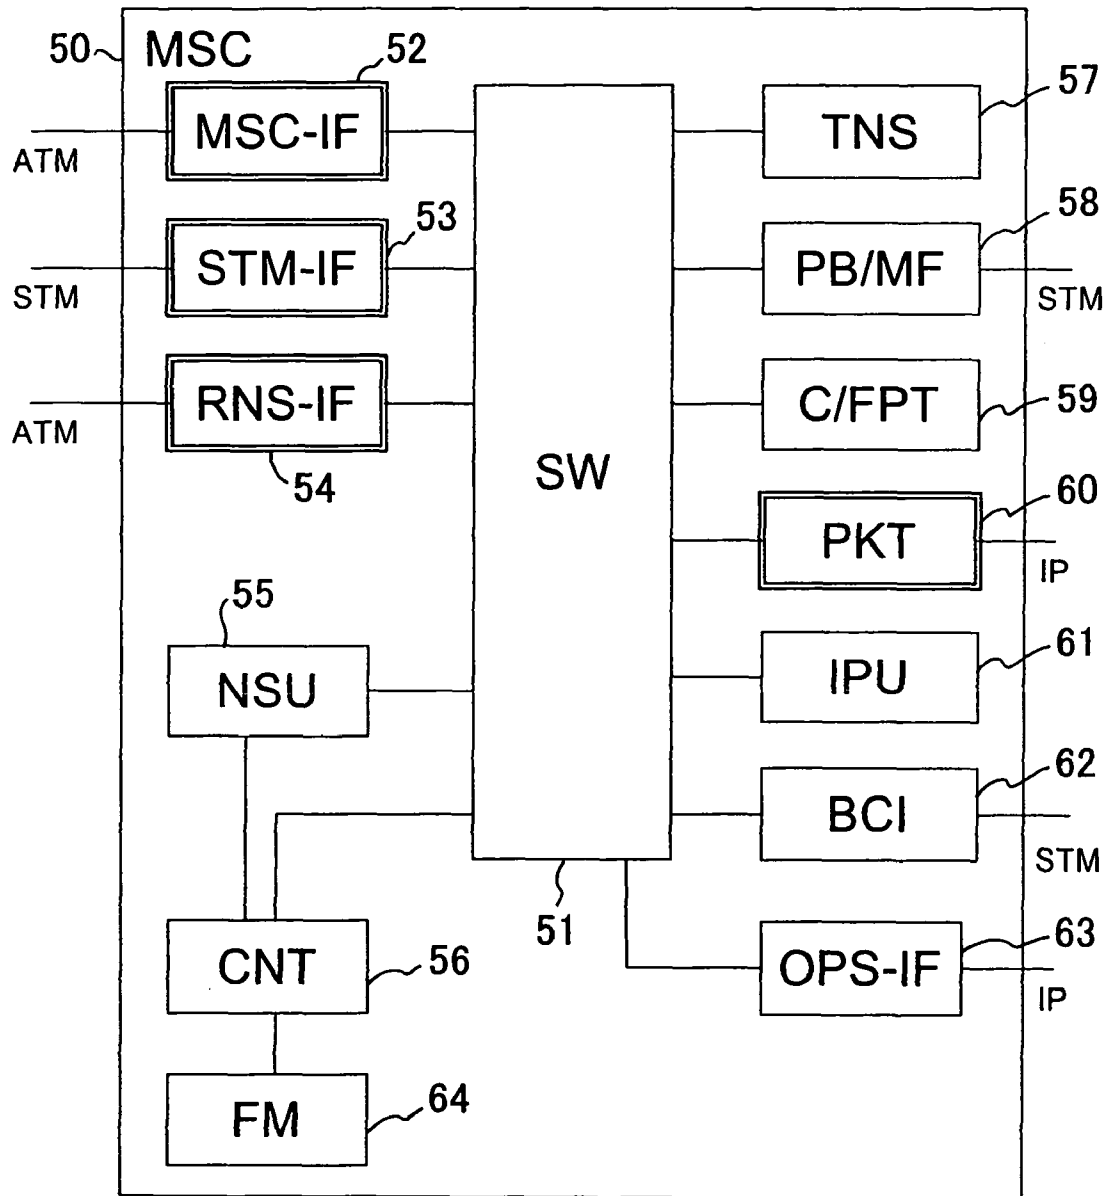 50
MSC
52
MSC-IF
ATM
53
STM-IF
STM
RNS-IF
ATM
54
55
NSU
CNT
56
FM
64
SW
51
57
TNS
58
PB/MF
STM
C/FPT
59
60
PKT
IP
61
IPU
62
BCI
STM
63
OPS-IF
IP